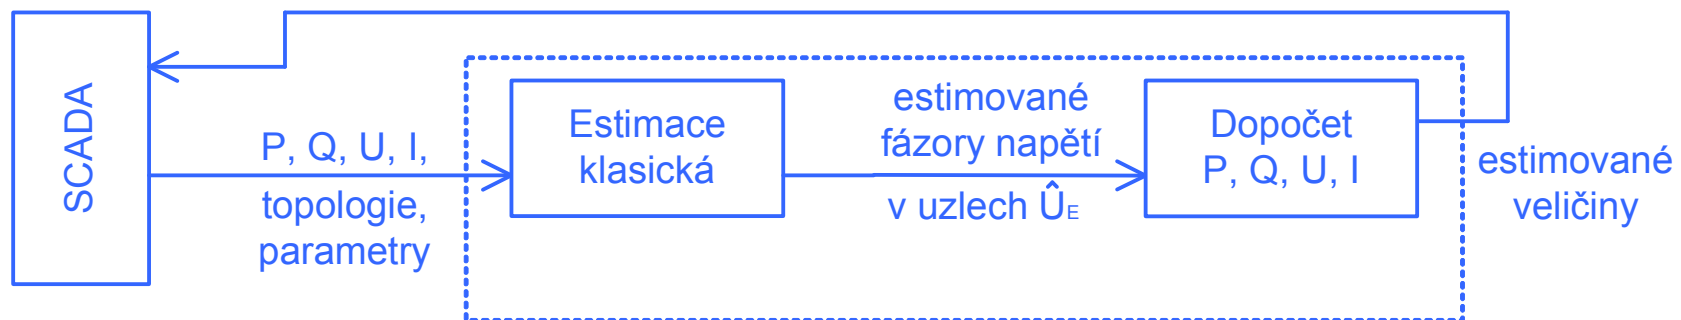 SCADA
P, Q, U, I,
topologie,
parametry
Estimace
klasická
estimované
fázory napětí
v uzlech Û_E
Dopočet
P, Q, U, I
estimované
veličiny